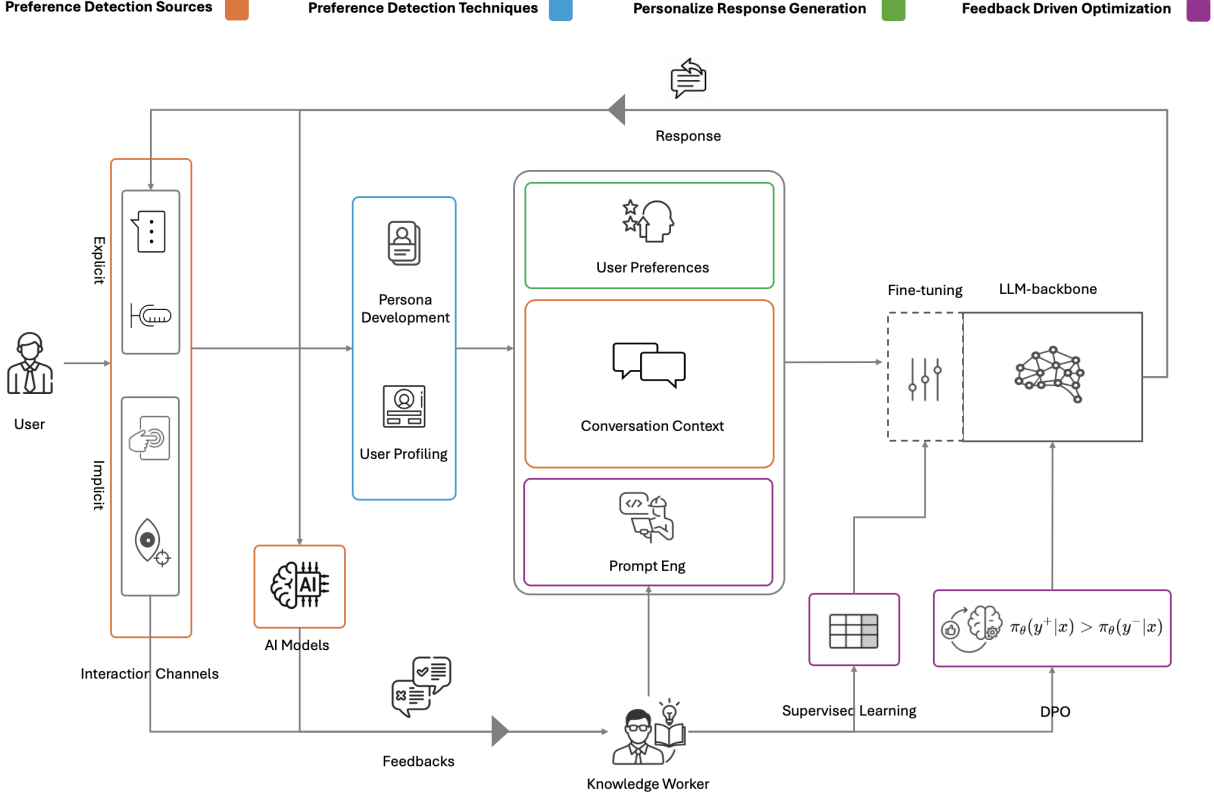 Preference Detection Sources
Preference Detection Techniques
Personalize Response Generation
Feedback Driven Optimization
Response
Explicit
Implicit
User
Interaction Channels
AI Models
Persona
Development
User Profiling
User Preferences
Conversation Context
</>
Prompt Eng
Fine-tuning
LLM-backbone
AI
πθ(y⁺|x) > πθ(y⁻|x)
Supervised Learning
DPO
Feedbacks
Knowledge Worker